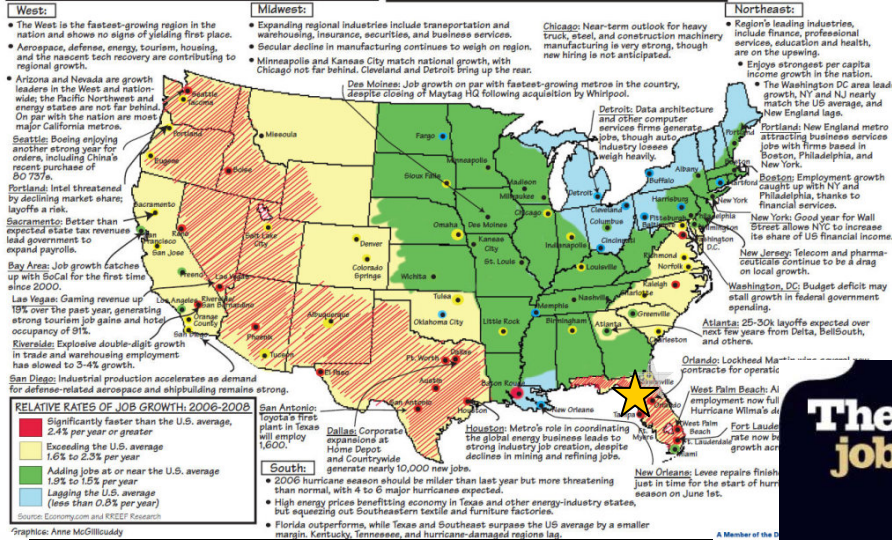 West:
• The West is the fastest-growing region in the
nation and shows no signs of yielding first place.
• Aerospace, defense, energy, tourism, housing,
and the nascent tech recovery are contributing to
regional growth.
• Arizona and Nevada are growth
leaders in the West and nation-
wide; the Pacific Northwest and
energy states are not far behind.
On par with the nation are most
major California metros.
Seattle: Boeing enjoying
another strong year for
orders, including China's
recent purchase of
80 737s.
Portland: Intel threatened
by declining market share;
layoffs a risk.
Sacramento: Better than
expected state tax revenues
lead government to
expand payrolls.
Bay Area: Job growth catches
up with SoCal for the first time
since 2000.
Las Vegas: Gaming revenue up
19% over the past year, generating
strong tourism job gains and hotel
occupancy of 91%.
Riverside: Explosive double-digit growth
in trade and warehousing employment
has slowed to 3-4% growth.
San Diego: Industrial production accelerates as demand
for defense-related aerospace and shipbuilding remains strong.
RELATIVE RATES OF JOB GROWTH: 2006-2008
Significantly faster than the U.S. average,
2.4% per year or greater
Exceeding the U.S. average
1.6% to 2.3% per year
Adding jobs at or near the U.S. average
1.9% to 1.5% per year
Lagging the U.S. average
(less than 0.8% per year)
Source: Economy.com and RREEF Research
Graphics: Anne McGillicuddy
Midwest:
• Expanding regional industries include transportation and
warehousing, insurance, securities, and business services.
• Secular decline in manufacturing continues to weigh on region.
• Minneapolis and Kansas City match national growth, with
Chicago not far behind. Cleveland and Detroit bring up the rear.
Des Moines: Job growth on par with fastest-growing metros in the country,
despite closing of Maytag HQ following acquisition by Whirlpool.
Chicago: Near-term outlook for heavy
truck, steel, and construction machinery
manufacturing is very strong, though
new hiring is not anticipated.
Detroit: Data architecture
and other computer
services firms generate
jobs, though auto
industry losses
weigh heavily.
Northeast:
• Region's leading industries,
include finance, professional
services, education and health,
are on the upswing.
• Enjoys strongest per capita
income growth in the nation.
• The Washington DC area leads
growth, NY and NJ nearly
match the US average, and
New England lags.
Portland: New England metro
attracting business services
jobs with firms based in
Boston, Philadelphia, and
New York.
Boston: Employment growth
caught up with NY and
Philadelphia, thanks to
financial services.
New York: Good year for Wall
Street allows NYC to increase
its share of US financial income
New Jersey: Telecom and pharma-
ceuticals continue to be a drag
on local growth.
Washington, DC: Budget deficit may
stall growth in federal government
spending.
Atlanta: 25-30k layoffs expected over
next few years from Delta, BellSouth,
and others.
Orlando: Lockheed
contracts for
West Palm Beach:
employment now full
Hurricane Wilma's
Fort
rate now
growth
New Orleans: Levee repairs
just in time for the start of
season on June 1st.
San Antonio:
Toyota's first
plant in Texas
will employ
1,600.
Dallas: Corporate
expansions at
Home Depot
and Countrywide
generate nearly 10,000 new jobs.
Houston: Metro's role in coordinating
the global energy business leads to
strong industry job creation, despite
declines in mining and refining jobs.
South:
• 2006 hurricane season should be milder than last year but more threatening
than normal, with 4 to 6 major hurricanes expected.
• High energy prices benefitting economy in Texas and other energy-industry states,
but squeezing out Southeastern textile and furniture factories.
• Florida outperforms, while Texas and Southeast surpass the US average by a smaller
margin. Kentucky, Tennessee, and hurricane-damaged regions lag.
Seattle
Tacoma
Portland
Eugene
Missoula
Boise
Sacramento
San
Francisco
San Jose
Reno
Fresno
Salt Lake
City
Las Vegas
Los Angeles
Riverside
San Bernardino
Orange
County
San Diego
Phoenix
Tucson
Albuquerque
El Paso
Denver
Colorado
Springs
Fargo
Minneapolis
Sioux Falls
Omaha
Des Moines
Kansas
City
Wichita
St. Louis
Tulsa
Oklahoma City
Little Rock
Ft. Worth
Dallas
Austin
San Antonio
Houston
Baton Rouge
New Orleans
Madison
Milwaukee
Chicago
Detroit
Cleveland
Columbus
Cincinnati
Indianapolis
Louisville
Memphis
Nashville
Birmingham
Atlanta
Charlotte
Greenville
Charleston
Raleigh
Richmond
Norfolk
Washington
D.C.
Baltimore
Wilmington
Philadelphia
Pittsburgh
Harrisburg
Buffalo
Albany
New York
Hartford
Boston
Portland
Orlando
Tampa
Ft.
Myers
West Palm
Beach
Ft. Lauderdale
Miami
The
job
A Member of the D